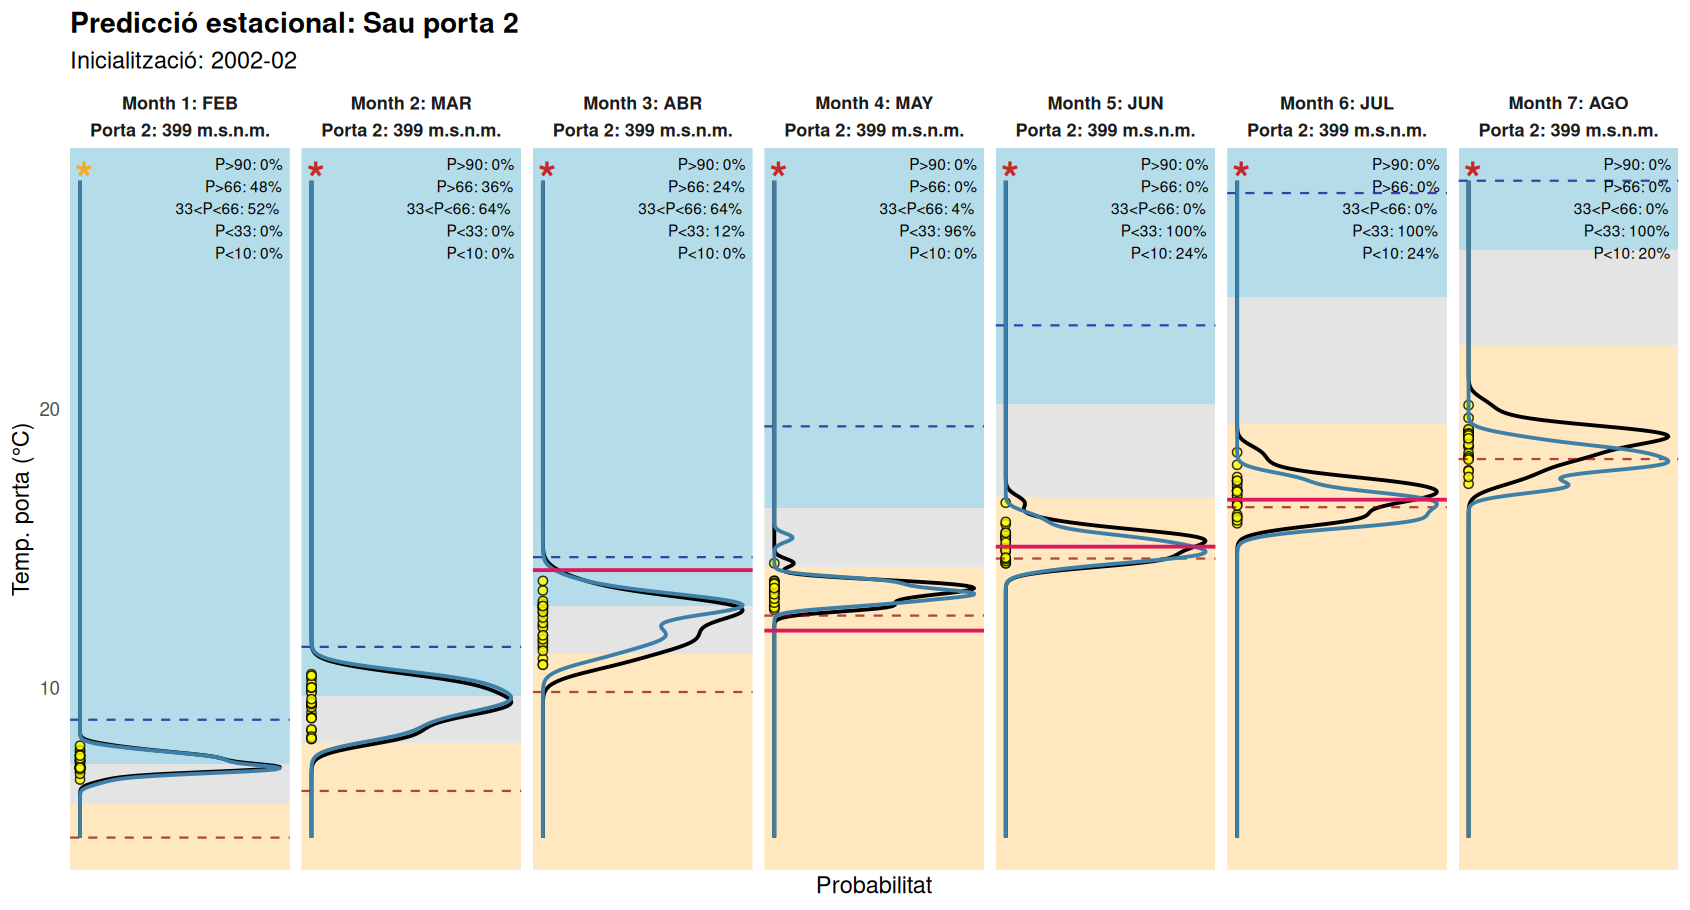 Predicció estacional: Sau porta 2
Inicialització: 2002-02
Month 1: FEB
Porta 2: 399 m.s.n.m.
Month 2: MAR
Porta 2: 399 m.s.n.m.
Month 3: ABR
Porta 2: 399 m.s.n.m.
Month 4: MAY
Porta 2: 399 m.s.n.m.
Month 5: JUN
Porta 2: 399 m.s.n.m.
Month 6: JUL
Porta 2: 399 m.s.n.m.
Month 7: AGO
Porta 2: 399 m.s.n.m.
*
P>90: 0%
P>66: 48%
33<P<66: 52%
P<33: 0%
P<10: 0%
*
P>90: 0%
P>66: 36%
33<P<66: 64%
P<33: 0%
P<10: 0%
*
P>90: 0%
P>66: 24%
33<P<66: 64%
P<33: 12%
P<10: 0%
*
P>90: 0%
P>66: 0%
33<P<66: 4%
P<33: 96%
P<10: 0%
*
P>90: 0%
P>66: 0%
33<P<66: 0%
P<33: 100%
P<10: 24%
*
P>90: 0%
P>66: 0%
33<P<66: 0%
P<33: 100%
P<10: 24%
*
P>90: 0%
P>66: 0%
33<P<66: 0%
P<33: 100%
P<10: 20%
Temp. porta (°C)
20
10
Probabilitat